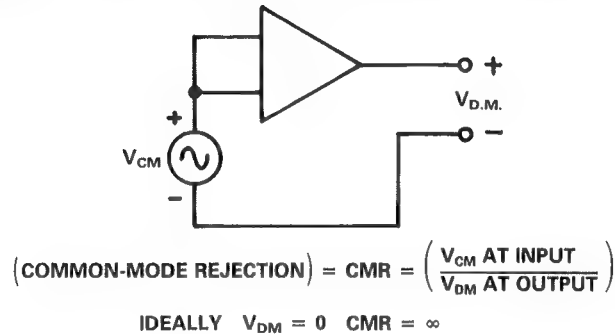 +
V_D.M.
−
+
V_CM
−
(COMMON-MODE REJECTION) = CMR = (V_CM AT INPUT / V_DM AT OUTPUT)
IDEALLY V_DM = 0 CMR = ∞